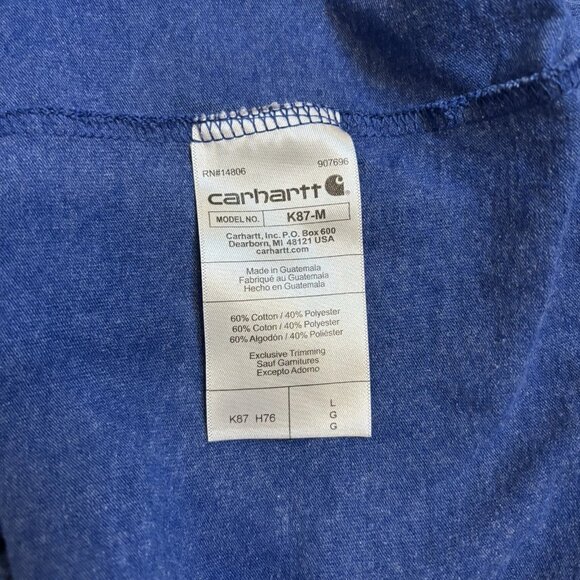 RN#14806 907696
carhartt
MODEL NO. K87-M
Carhartt, Inc. P.O. Box 600
Dearborn, MI 48121 USA
carhartt.com
Made in Guatemala
Fabriqué au Guatemala
Hecho en Guatemala
60% Cotton / 40% Polyester
60% Coton / 40% Polyester
60% Algodón / 40% Poliéster
Exclusive Trimming
Sauf Garnitures
Excepto Adorno
K87 H76
L
G
G